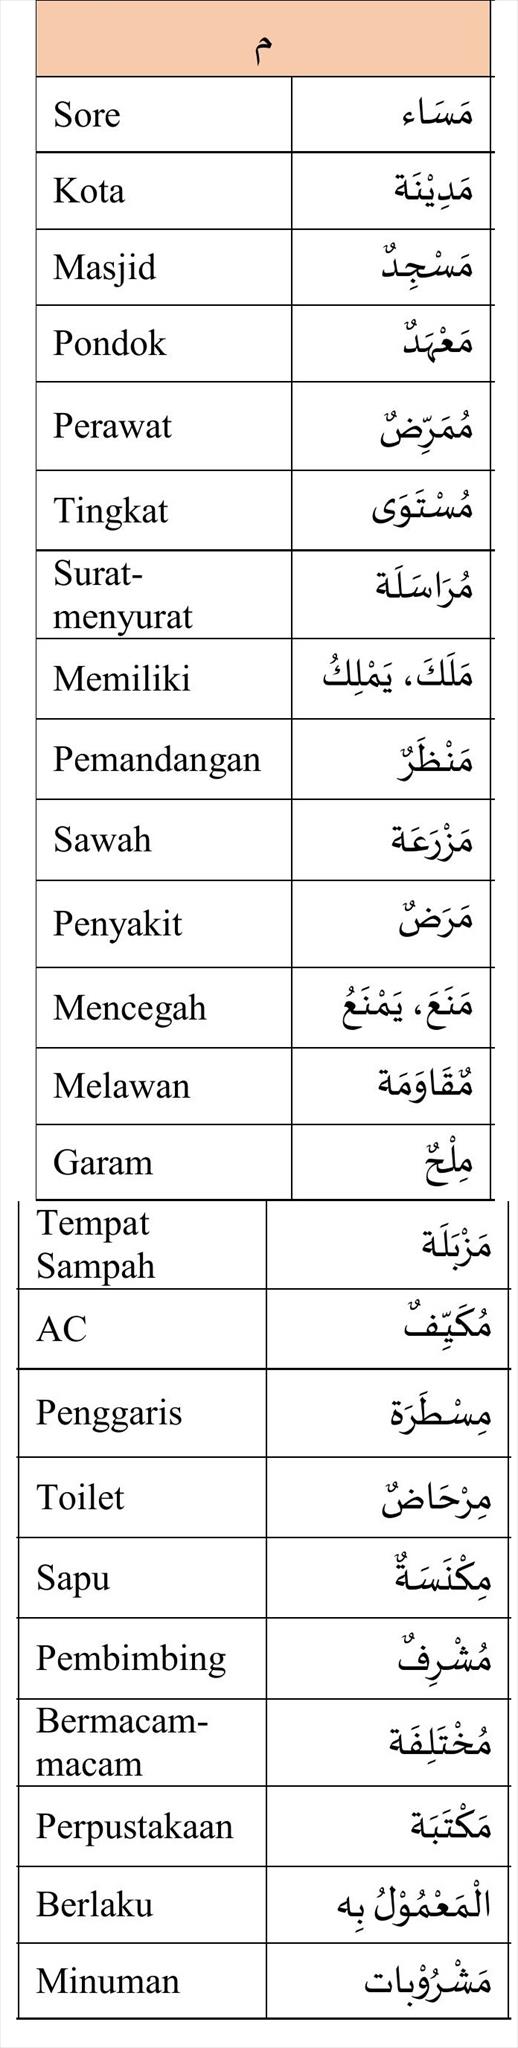 م
Sore مَسَاء
Kota مَدِيْنَة
Masjid مَسْجِدٌ
Pondok مَعْهَدٌ
Perawat مُمَرِّضٌ
Tingkat مُسْتَوَى
Surat-
menyurat مُرَاسَلَة
Memiliki مَلَكَ، يَمْلِكُ
Pemandangan مَنْظَرٌ
Sawah مَزْرَعَة
Penyakit مَرَضٌ
Mencegah مَنَعَ، يَمْنَعُ
Melawan مٌقَاوَمَة
Garam مِلْحٌ
Tempat
Sampah مَزْبَلَة
AC مُكَيِّفٌ
Penggaris مِسْطَرَة
Toilet مِرْحَاضٌ
Sapu مِكْنَسَةٌ
Pembimbing مُشْرِفٌ
Bermacam-
macam مُخْتَلِفَة
Perpustakaan مَكْتَبَة
Berlaku الْمَعْمُوْلُ بِه
Minuman مَشْرُوْبات